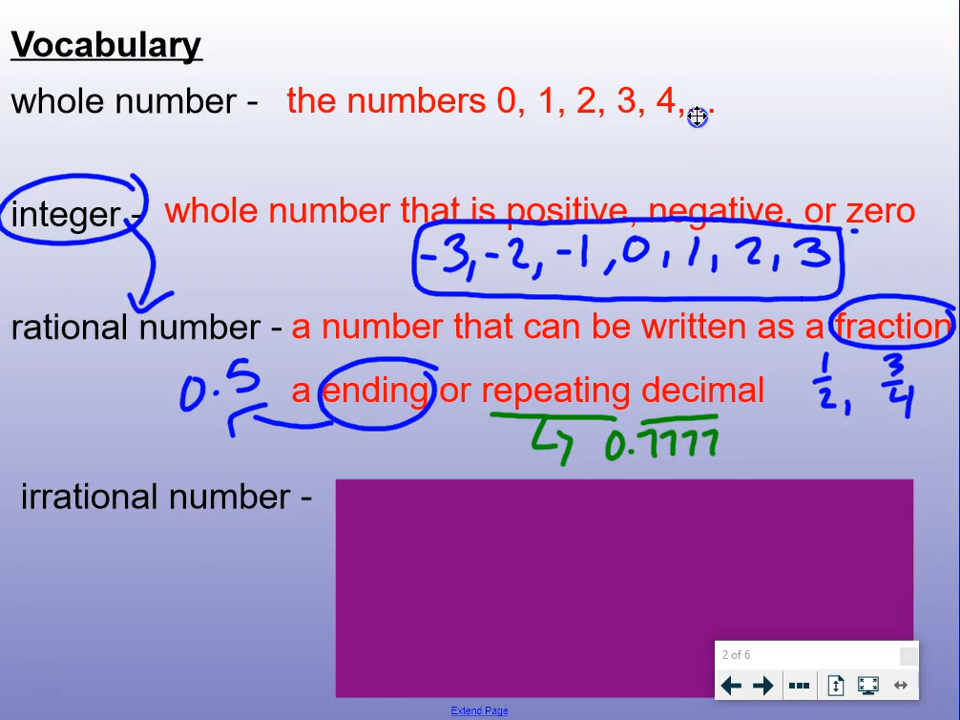 Vocabulary
whole number - the numbers 0, 1, 2, 3, 4, ..
integer - whole number that is positive, negative, or zero
-3, -2, -1, 0, 1, 2, 3
rational number - a number that can be written as a fraction
0.5 a ending or repeating decimal 1/2, 3/4
0.7777
irrational number -
2 of 6
Extend Page